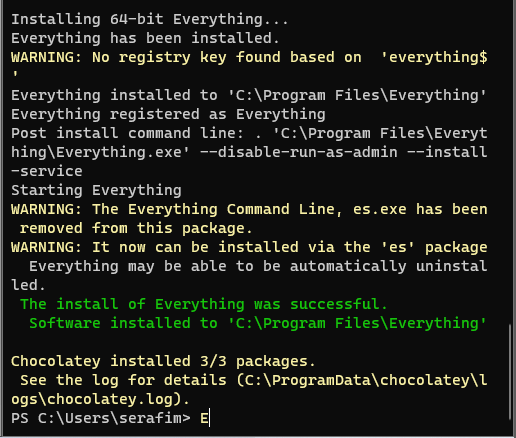 Installing 64-bit Everything...
Everything has been installed.
WARNING: No registry key found based on  'everything$
'
Everything installed to 'C:\Program Files\Everything'
Everything registered as Everything
Post install command line: . 'C:\Program Files\Everyt
hing\Everything.exe' --disable-run-as-admin --install
-service
Starting Everything
WARNING: The Everything Command Line, es.exe has been
 removed from this package.
WARNING: It now can be installed via the 'es' package
  Everything may be able to be automatically uninstal
led.
 The install of Everything was successful.
  Software installed to 'C:\Program Files\Everything'

Chocolatey installed 3/3 packages.
 See the log for details (C:\ProgramData\chocolatey\l
ogs\chocolatey.log).
PS C:\Users\serafim> E